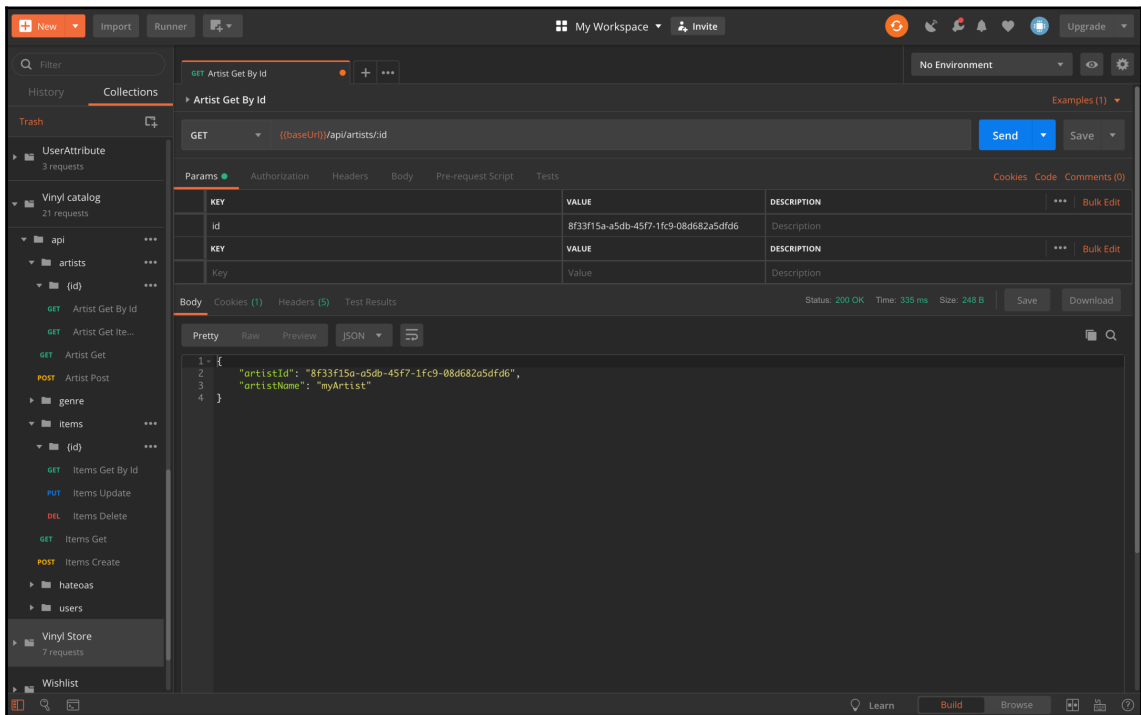 New Import Runner My Workspace Invite Upgrade
Filter
History Collections
Trash
UserAttribute
3 requests
Vinyl catalog
21 requests
api
artists
{id}
GET Artist Get By Id
GET Artist Get Ite...
GET Artist Get
POST Artist Post
genre
items
{id}
GET Items Get By Id
PUT Items Update
DEL Items Delete
GET Items Get
POST Items Create
hateoas
users
Vinyl Store
7 requests
Wishlist
GET Artist Get By Id No Environment
Artist Get By Id Examples (1)
GET {{baseUrl}}/api/artists/:id Send Save
Params Authorization Headers Body Pre-request Script Tests Cookies Code Comments (0)
KEY VALUE DESCRIPTION Bulk Edit
id 8f33f15a-a5db-45f7-1fc9-08d682a5dfd6 Description
KEY VALUE DESCRIPTION Bulk Edit
Key Value Description
Body Cookies (1) Headers (5) Test Results Status: 200 OK Time: 335 ms Size: 248 B Save Download
Pretty Raw Preview JSON
1 {
2 "artistId": "8f33f15a-a5db-45f7-1fc9-08d682a5dfd6",
3 "artistName": "myArtist"
4 }
Learn Build Browse